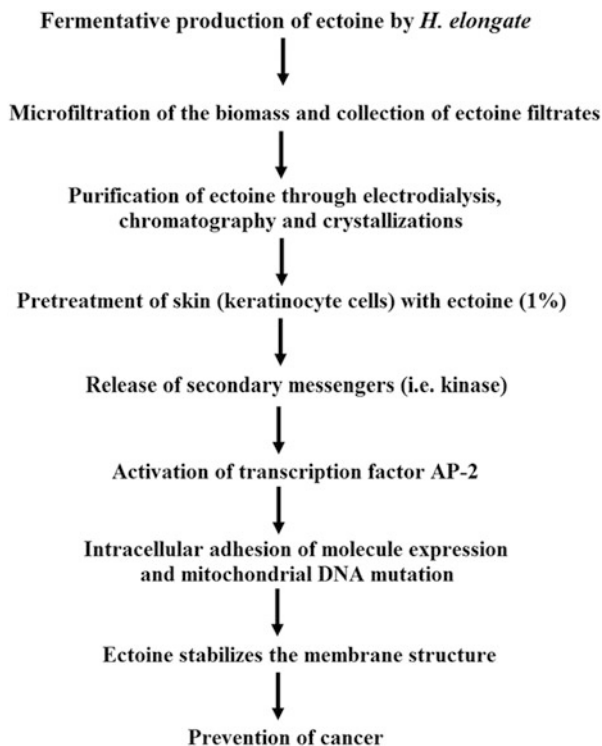 Fermentative production of ectoine by H. elongate
Microfiltration of the biomass and collection of ectoine filtrates
Purification of ectoine through electrodialysis,
chromatography and crystallizations
Pretreatment of skin (keratinocyte cells) with ectoine (1%)
Release of secondary messengers (i.e. kinase)
Activation of transcription factor AP-2
Intracellular adhesion of molecule expression
and mitochondrial DNA mutation
Ectoine stabilizes the membrane structure
Prevention of cancer